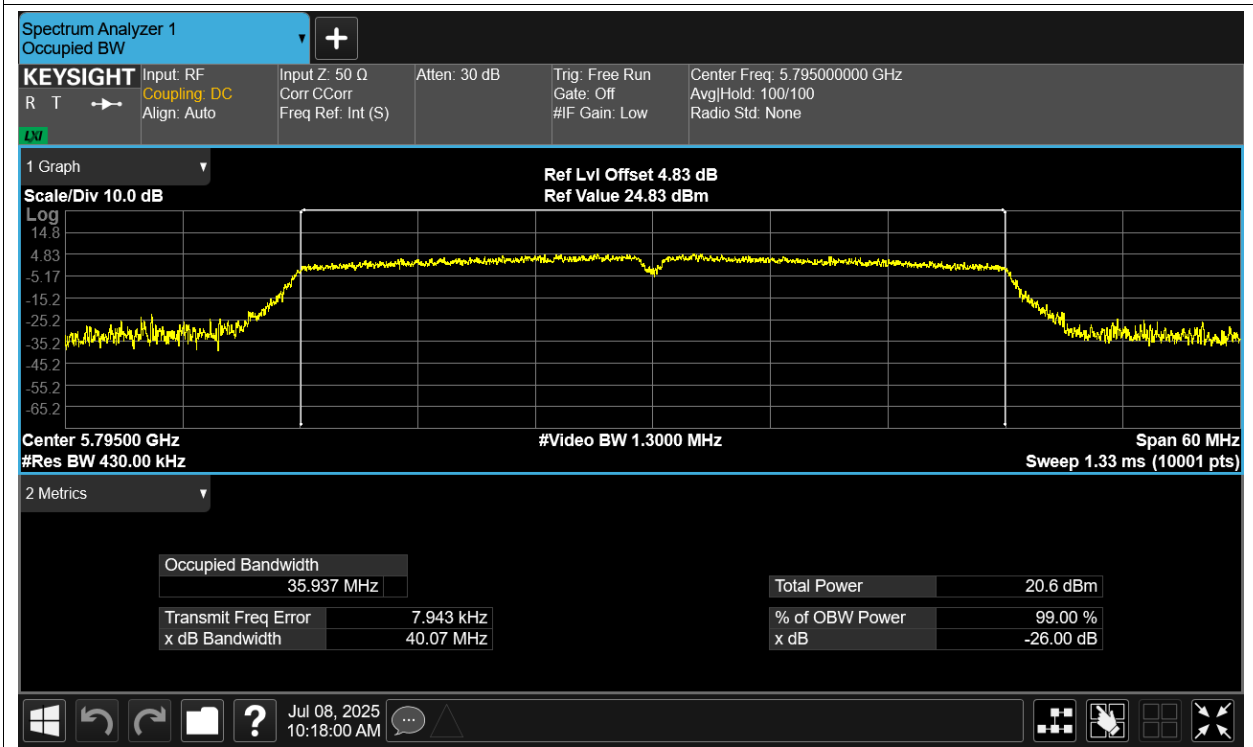 Spectrum Analyzer 1
Occupied BW
KEYSIGHT
R T
LXI
Input: RF
Coupling: DC
Align: Auto
Input Z: 50 Ω
Corr CCorr
Freq Ref: Int (S)
Atten: 30 dB
Trig: Free Run
Gate: Off
#IF Gain: Low
Center Freq: 5.795000000 GHz
Avg|Hold: 100/100
Radio Std: None
1 Graph
Scale/Div 10.0 dB
Ref Lvl Offset 4.83 dB
Ref Value 24.83 dBm
Log
14.8
4.83
-5.17
-15.2
-25.2
-35.2
-45.2
-55.2
-65.2
Center 5.79500 GHz
#Video BW 1.3000 MHz
Span 60 MHz
#Res BW 430.00 kHz
Sweep 1.33 ms (10001 pts)
2 Metrics
Occupied Bandwidth
35.937 MHz
Total Power 20.6 dBm
Transmit Freq Error 7.943 kHz
% of OBW Power 99.00 %
x dB Bandwidth 40.07 MHz
x dB -26.00 dB
?
Jul 08, 2025
10:18:00 AM